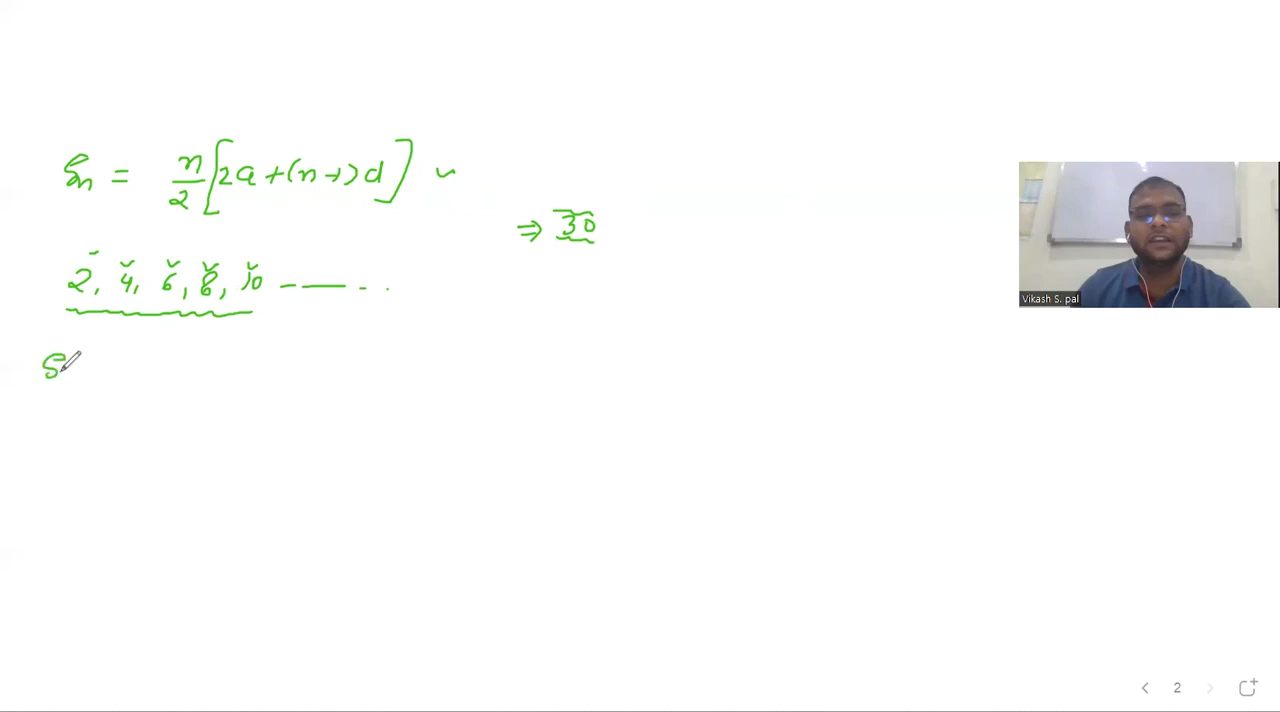 Sn = n/2 [2a+(n-1)d]
⇒ 30
2, 4, 6, 8, 10 - — - . .
S
Vikash S. pal
2